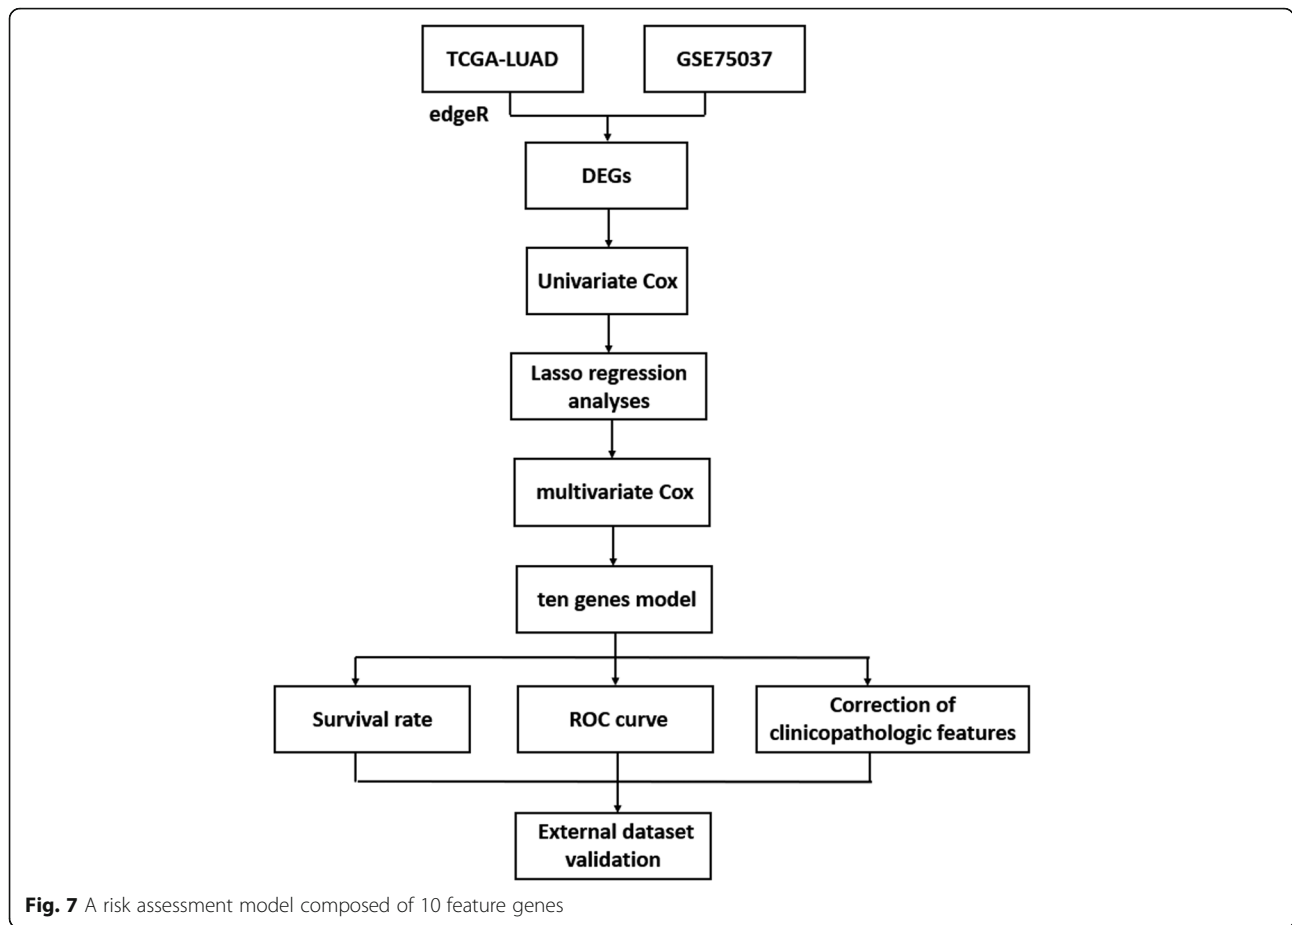 TCGA-LUAD
GSE75037
edgeR
DEGs
Univariate Cox
Lasso regression
analyses
multivariate Cox
ten genes model
Survival rate
ROC curve
Correction of
clinicopathologic features
External dataset
validation
Fig. 7 A risk assessment model composed of 10 feature genes